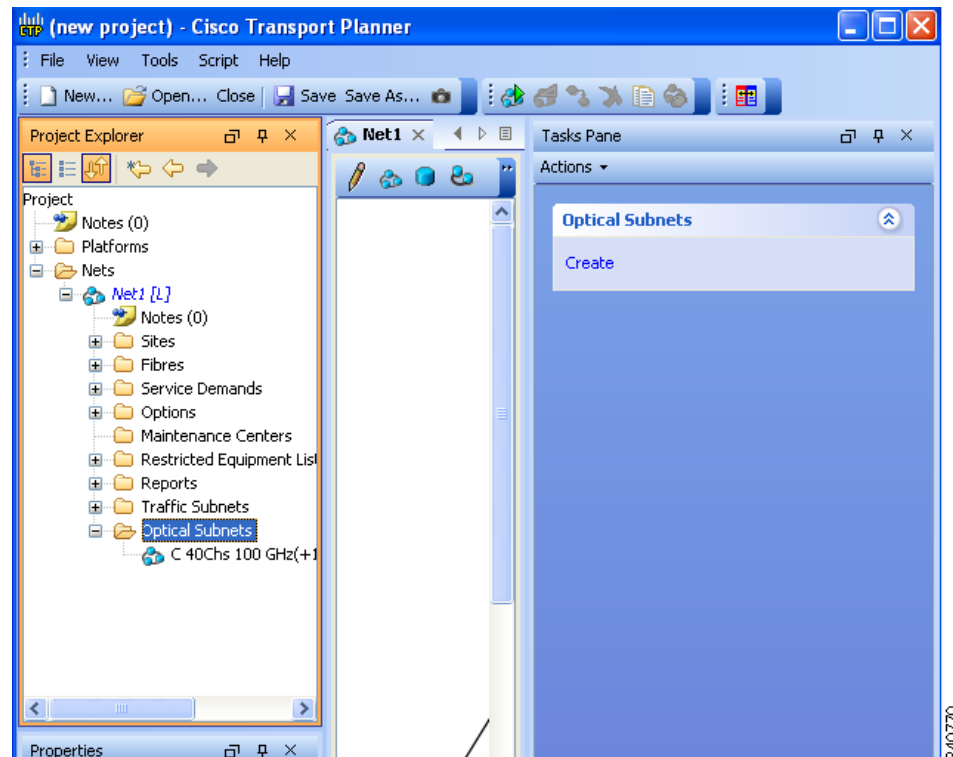 (new project) - Cisco Transport Planner
File View Tools Script Help
New... Open... Close Save Save As...
Project Explorer
Net1
Tasks Pane
Actions
Project
Notes (0)
Platforms
Nets
Net1 [L]
Notes (0)
Sites
Fibres
Service Demands
Options
Maintenance Centers
Restricted Equipment List
Reports
Traffic Subnets
Optical Subnets
C 40Chs 100 GHz(+1
Optical Subnets
Create
Properties
240770